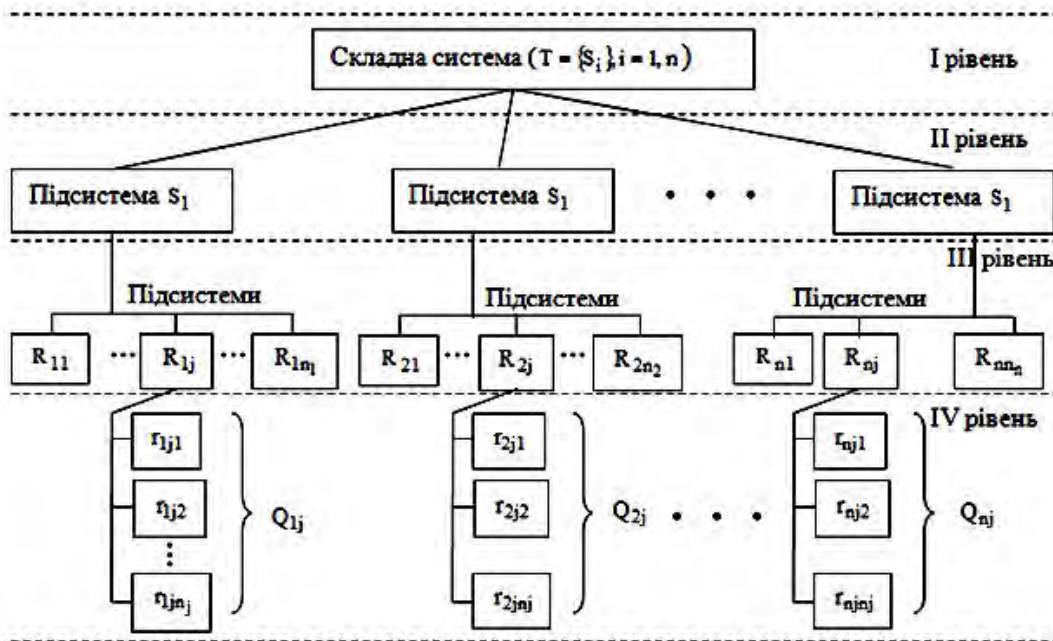 Складна система (T = {S_i}, i = 1, n)
I рівень
II рівень
Підсистема S_1
Підсистема S_1
• • •
Підсистема S_1
III рівень
Підсистеми
Підсистеми
Підсистеми
R_11 ... R_1j ... R_1n_1
R_21 ... R_2j ... R_2n_2
R_n1 R_nj R_nn_n
IV рівень
r_1j1
r_2j1
r_nj1
r_1j2
Q_1j
r_2j2
Q_2j
• • •
r_nj2
Q_nj
...
r_1jn_j
r_2jnj
r_njnj